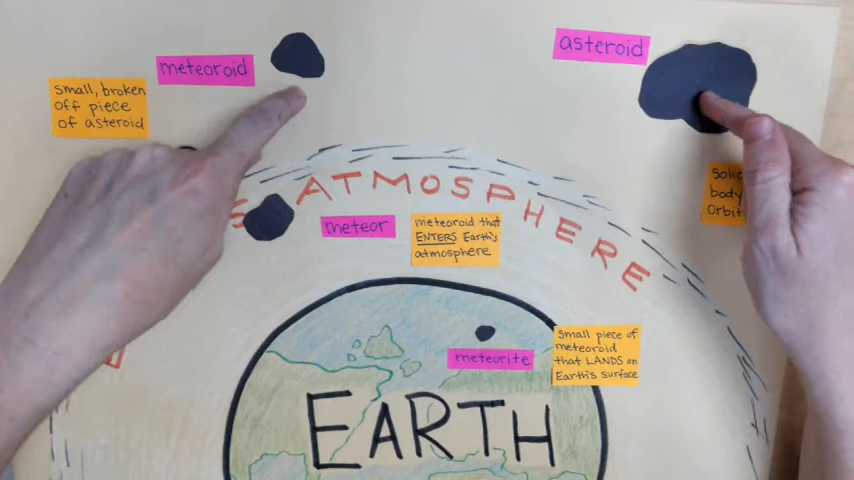 meteoroid
asteroid
small, broken
off piece
of asteroid
body
ATMOSPHERE
meteor
meteoroid that
ENTERS Earth's
atmosphere
meteorite
Small piece of
meteoroid
that LANDS on
Earth's surface
EARTH